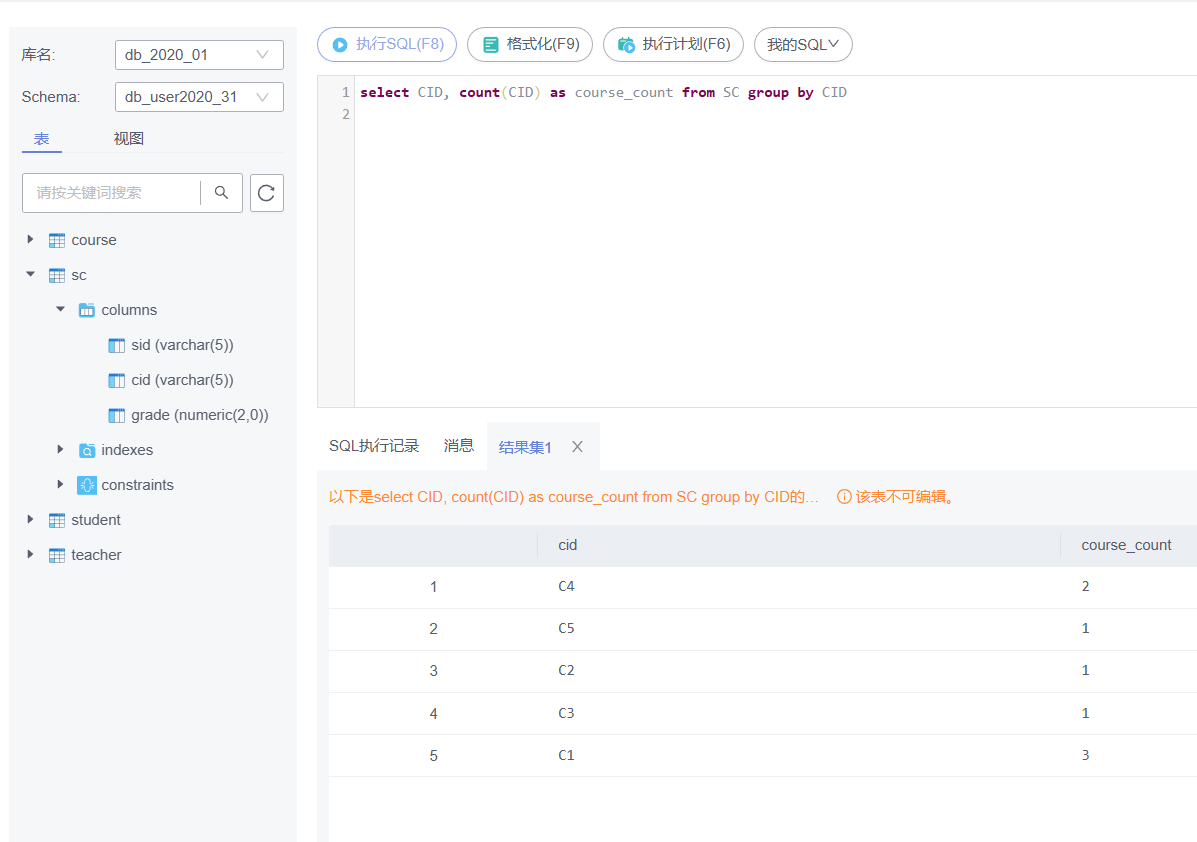 库名:
db_2020_01
Schema:
db_user2020_31
表
视图
请按关键词搜索
course
sc
columns
sid (varchar(5))
cid (varchar(5))
grade (numeric(2,0))
indexes
constraints
student
teacher
执行SQL(F8)
格式化(F9)
执行计划(F6)
我的SQL
1 select CID, count(CID) as course_count from SC group by CID
2
SQL执行记录
消息
结果集1
以下是select CID, count(CID) as course_count from SC group by CID的...
该表不可编辑。
cid course_count
1 C4 2
2 C5 1
3 C2 1
4 C3 1
5 C1 3